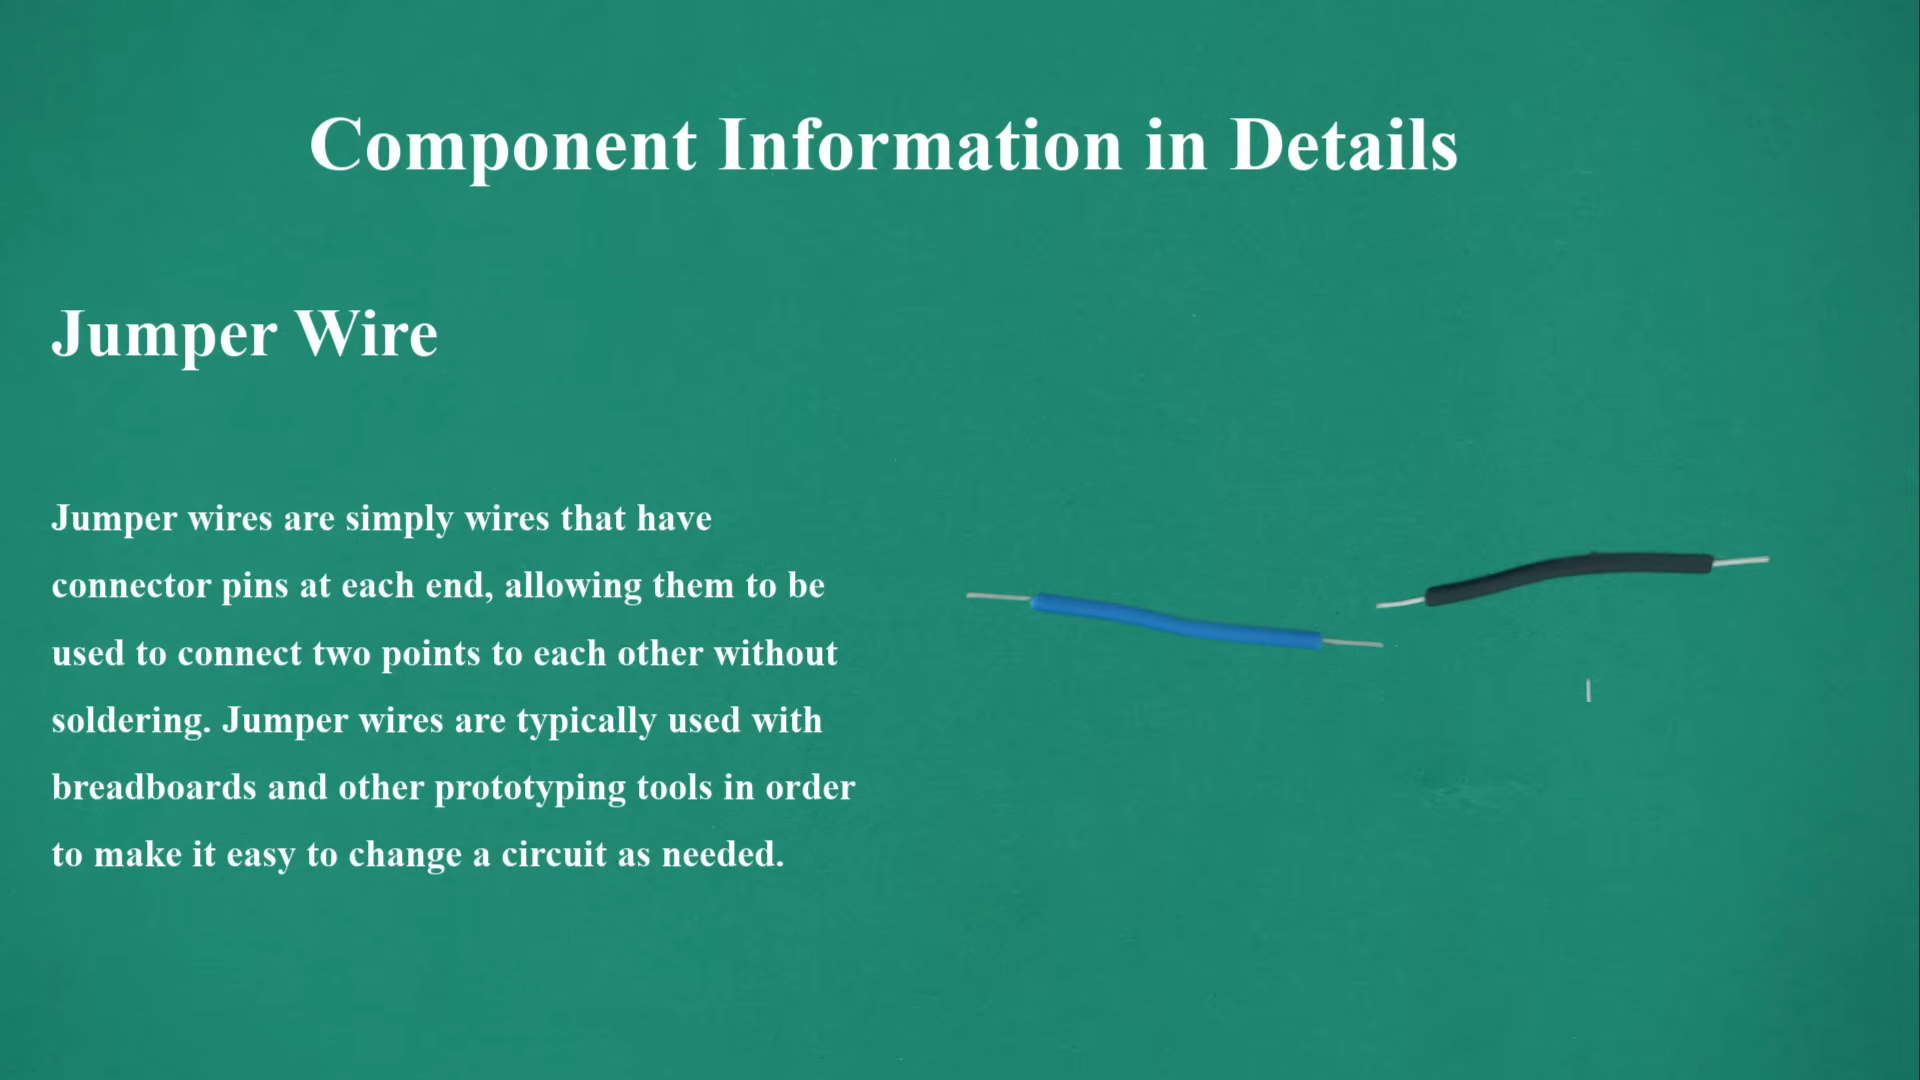 Component Information in Details
Jumper Wire
Jumper wires are simply wires that have
connector pins at each end, allowing them to be
used to connect two points to each other without
soldering. Jumper wires are typically used with
breadboards and other prototyping tools in order
to make it easy to change a circuit as needed.